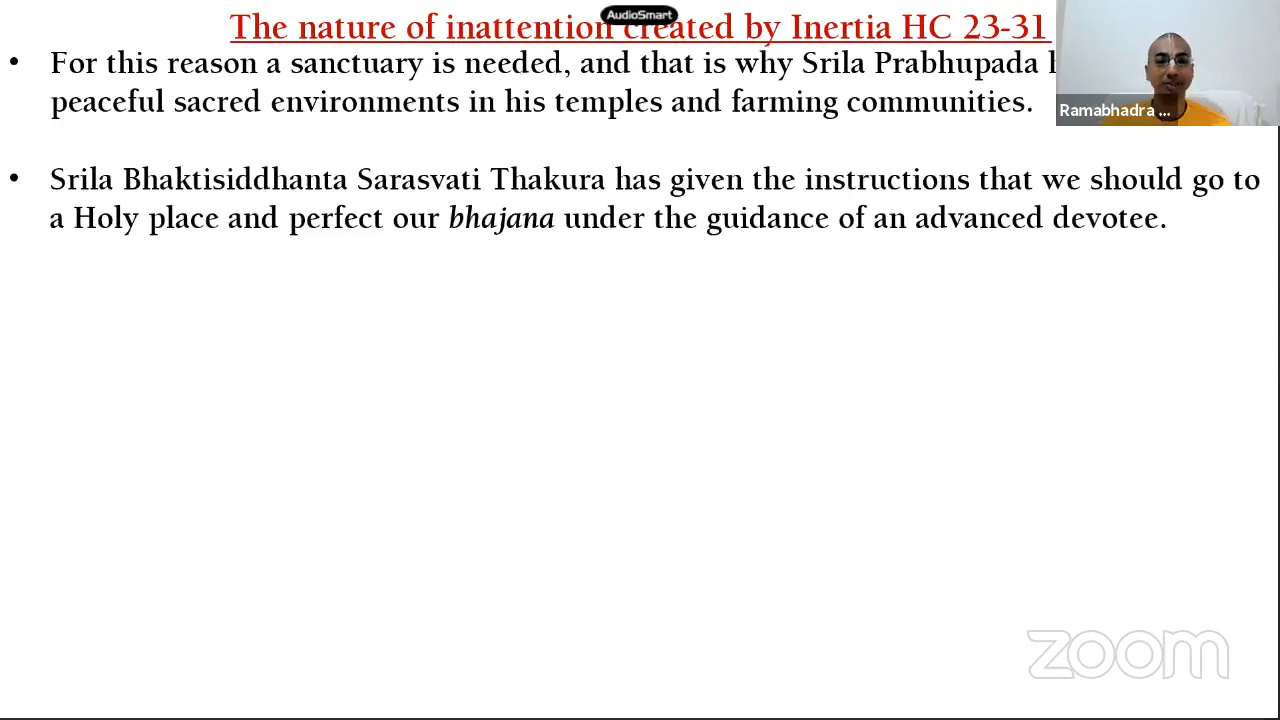 AudioSmart
The nature of inattention created by Inertia HC 23-31
• For this reason a sanctuary is needed, and that is why Srila Prabhupada
peaceful sacred environments in his temples and farming communities.
Ramabhadra ...
• Srila Bhaktisiddhanta Sarasvati Thakura has given the instructions that we should go to
a Holy place and perfect our bhajana under the guidance of an advanced devotee.
zoom